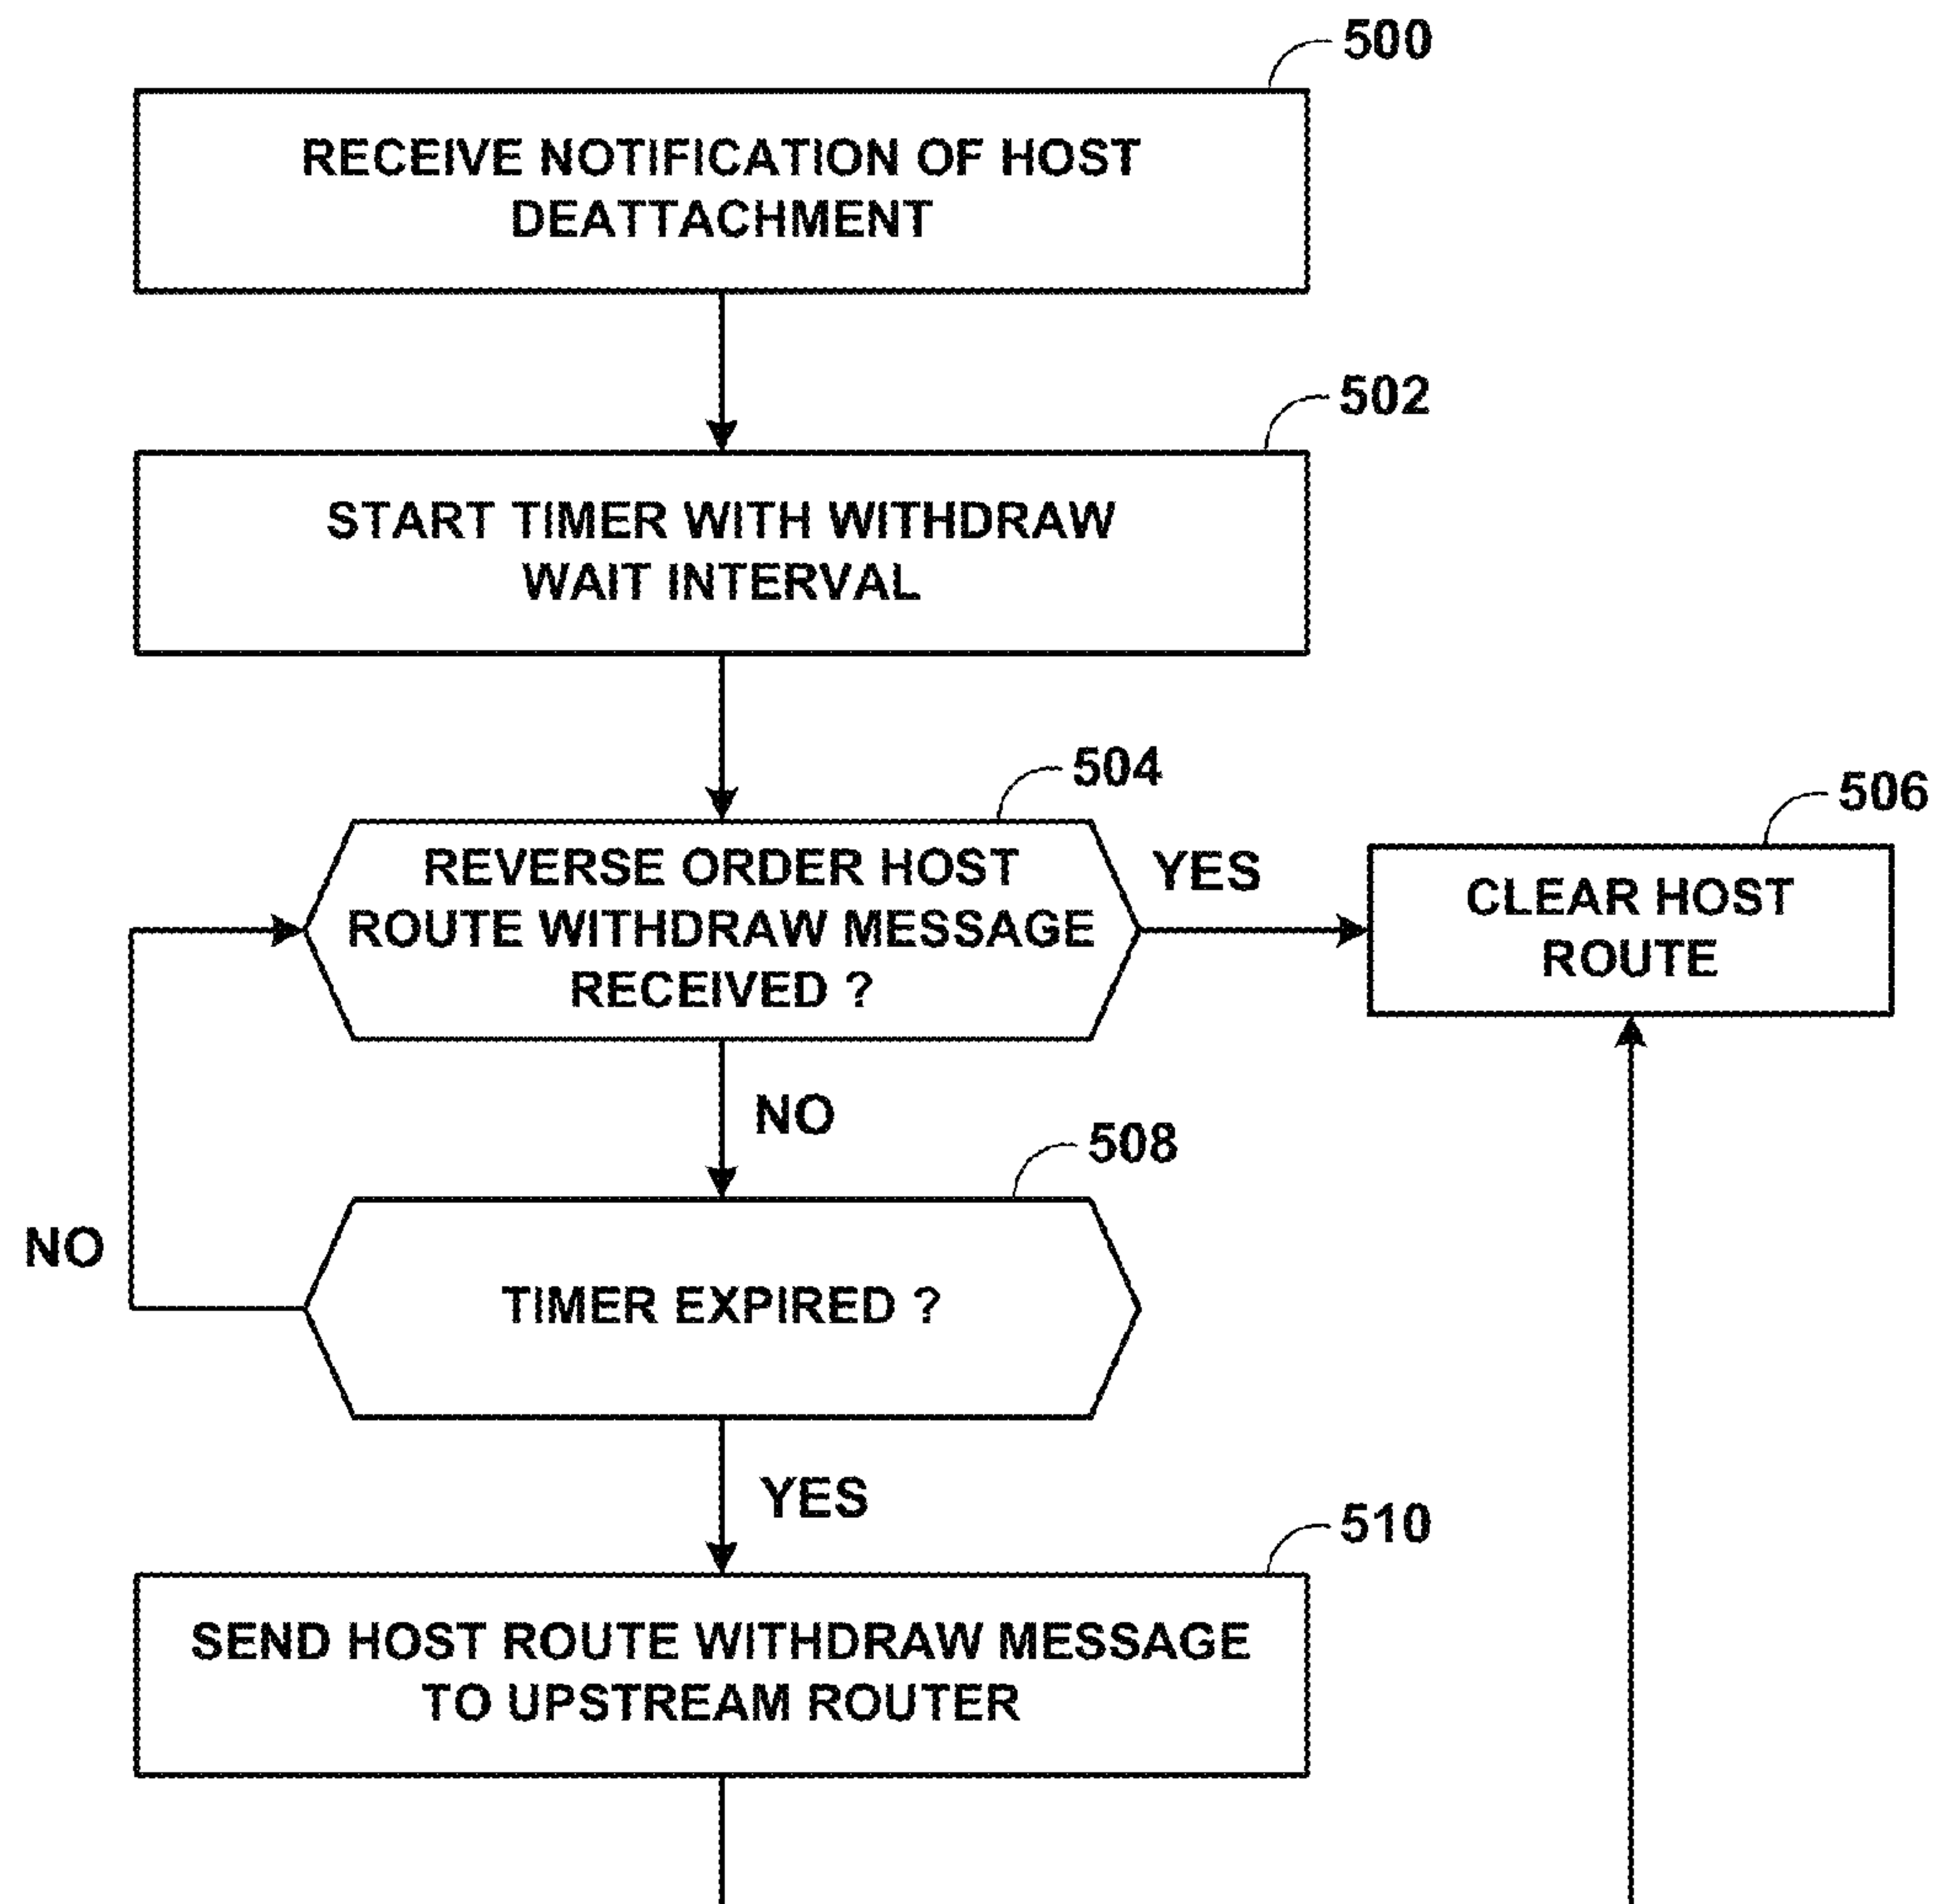 500
RECEIVE NOTIFICATION OF HOST
DEATTACHMENT
502
START TIMER WITH WITHDRAW
WAIT INTERVAL
504
REVERSE ORDER HOST
ROUTE WITHDRAW MESSAGE
RECEIVED ?
YES
506
CLEAR HOST
ROUTE
NO
508
TIMER EXPIRED ?
NO
YES
510
SEND HOST ROUTE WITHDRAW MESSAGE
TO UPSTREAM ROUTER